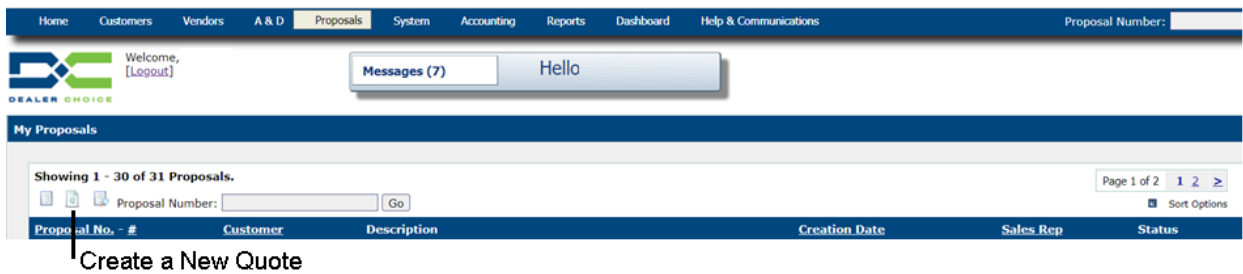 Home Customers Vendors A & D Proposals System Accounting Reports Dashboard Help & Communications Proposal Number:
Welcome,
[Logout]
Messages (7) Hello
DEALER CHOICE
My Proposals
Showing 1 - 30 of 31 Proposals.
Page 1 of 2 1 2 >
Proposal Number: Go
Sort Options
Proposal No. - # Customer Description Creation Date Sales Rep Status
Create a New Quote